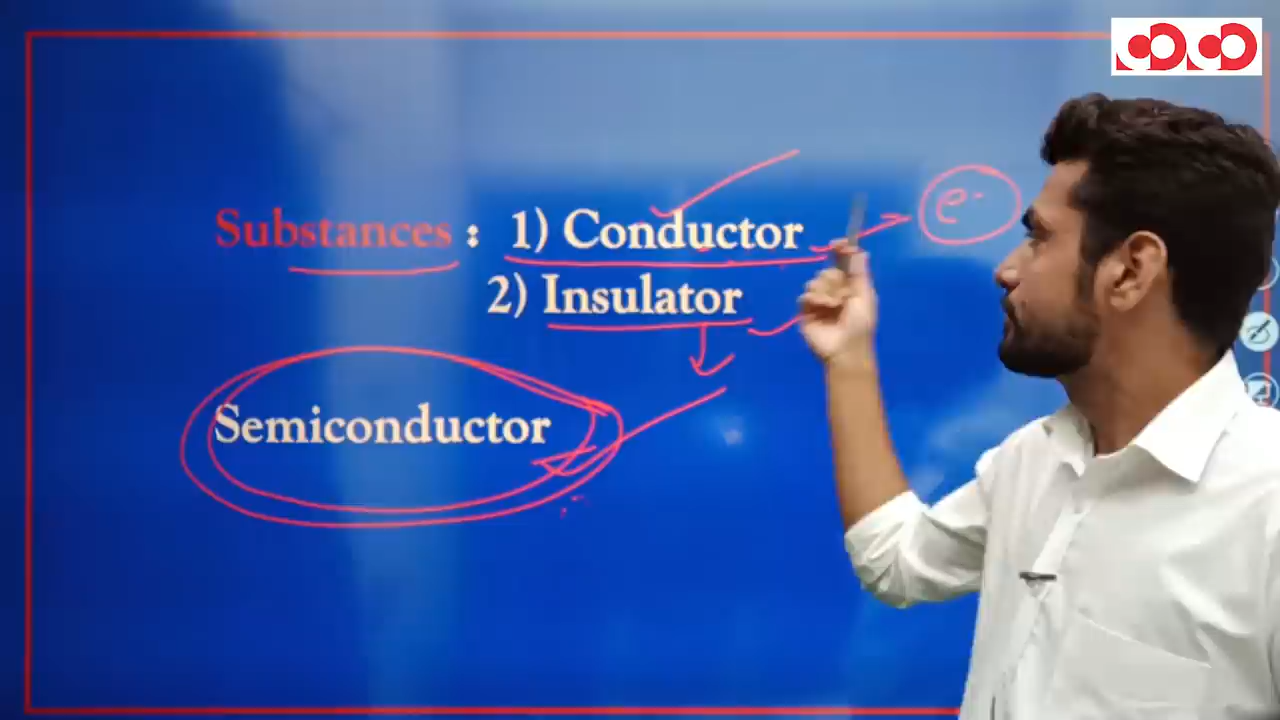 Substances : 1) Conductor e-
2) Insulator
Semiconductor